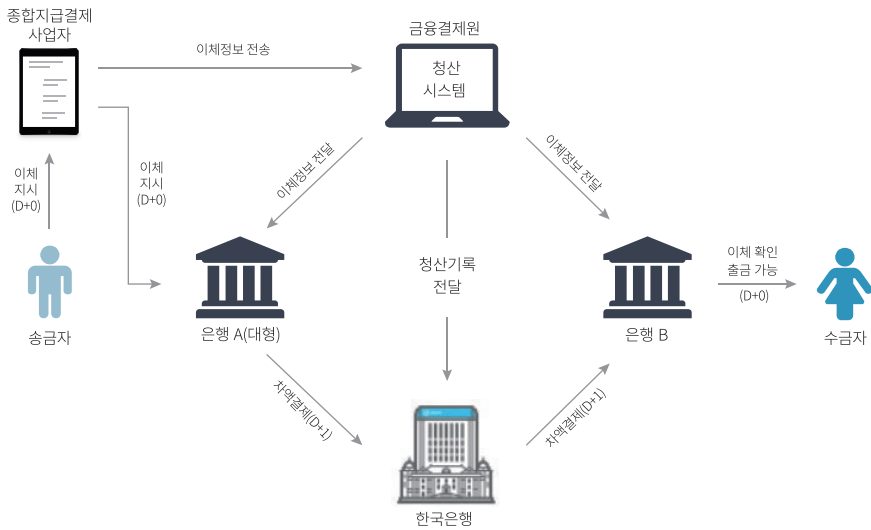 종합지급결제
사업자
이체정보 전송
금융결제원
청산
시스템
이체
지시
(D+0)
이체
지시
(D+0)
이체정보 전달
이체정보 전달
청산기록
전달
이체 확인
출금 가능
(D+0)
송금자
은행 A(대형)
은행 B
수금자
차액결제(D+1)
차액결제(D+1)
한국은행